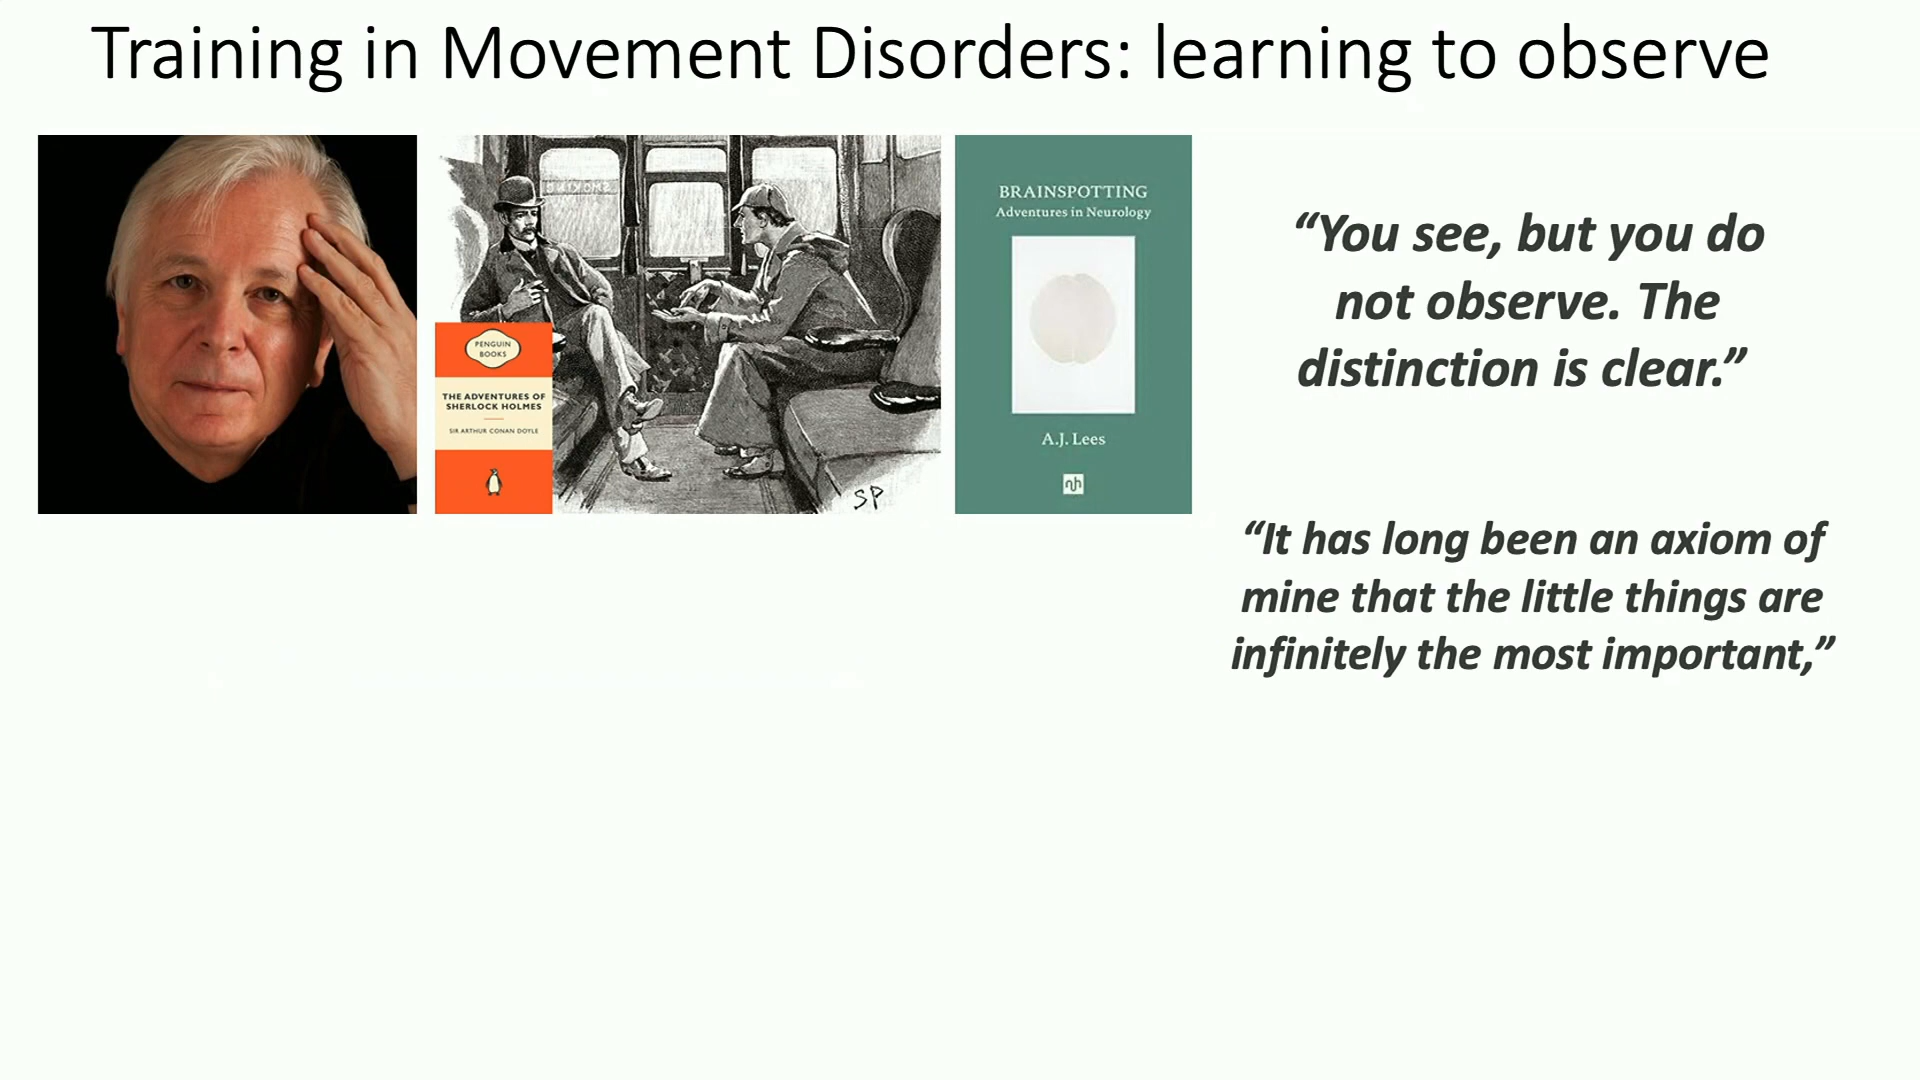 Training in Movement Disorders: learning to observe
SMOKING
PENGUIN
BOOKS
THE ADVENTURES OF
SHERLOCK HOLMES
SIR ARTHUR CONAN DOYLE
SP
BRAINSPOTTING
Adventures in Neurology
A.J. Lees
nh
“You see, but you do
not observe. The
distinction is clear.”
“It has long been an axiom of
mine that the little things are
infinitely the most important,”